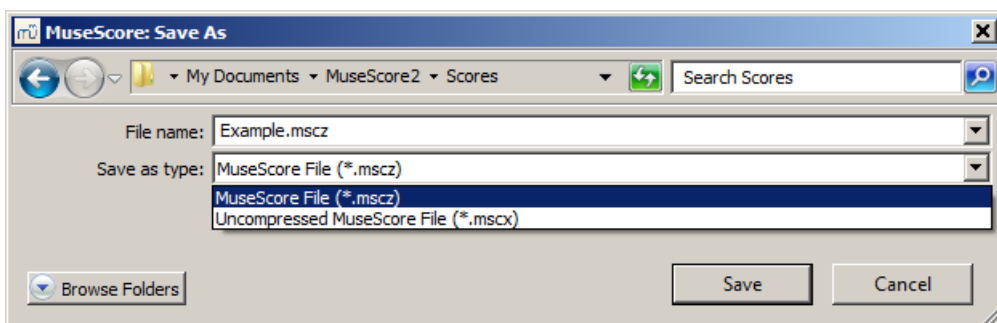 mü MuseScore: Save As
My Documents MuseScore2 Scores Search Scores
File name: Example.mscz
Save as type: MuseScore File (*.mscz)
MuseScore File (*.mscz)
Uncompressed MuseScore File (*.mscx)
Browse Folders Save Cancel